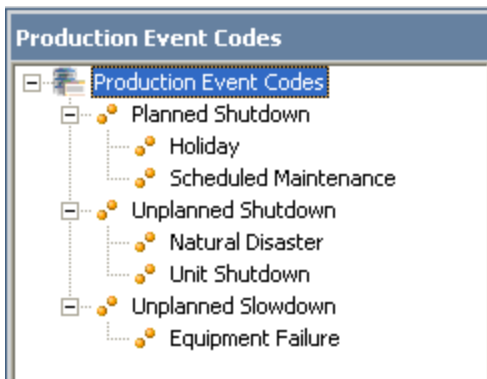 Production Event Codes
Production Event Codes
Planned Shutdown
Holiday
Scheduled Maintenance
Unplanned Shutdown
Natural Disaster
Unit Shutdown
Unplanned Slowdown
Equipment Failure